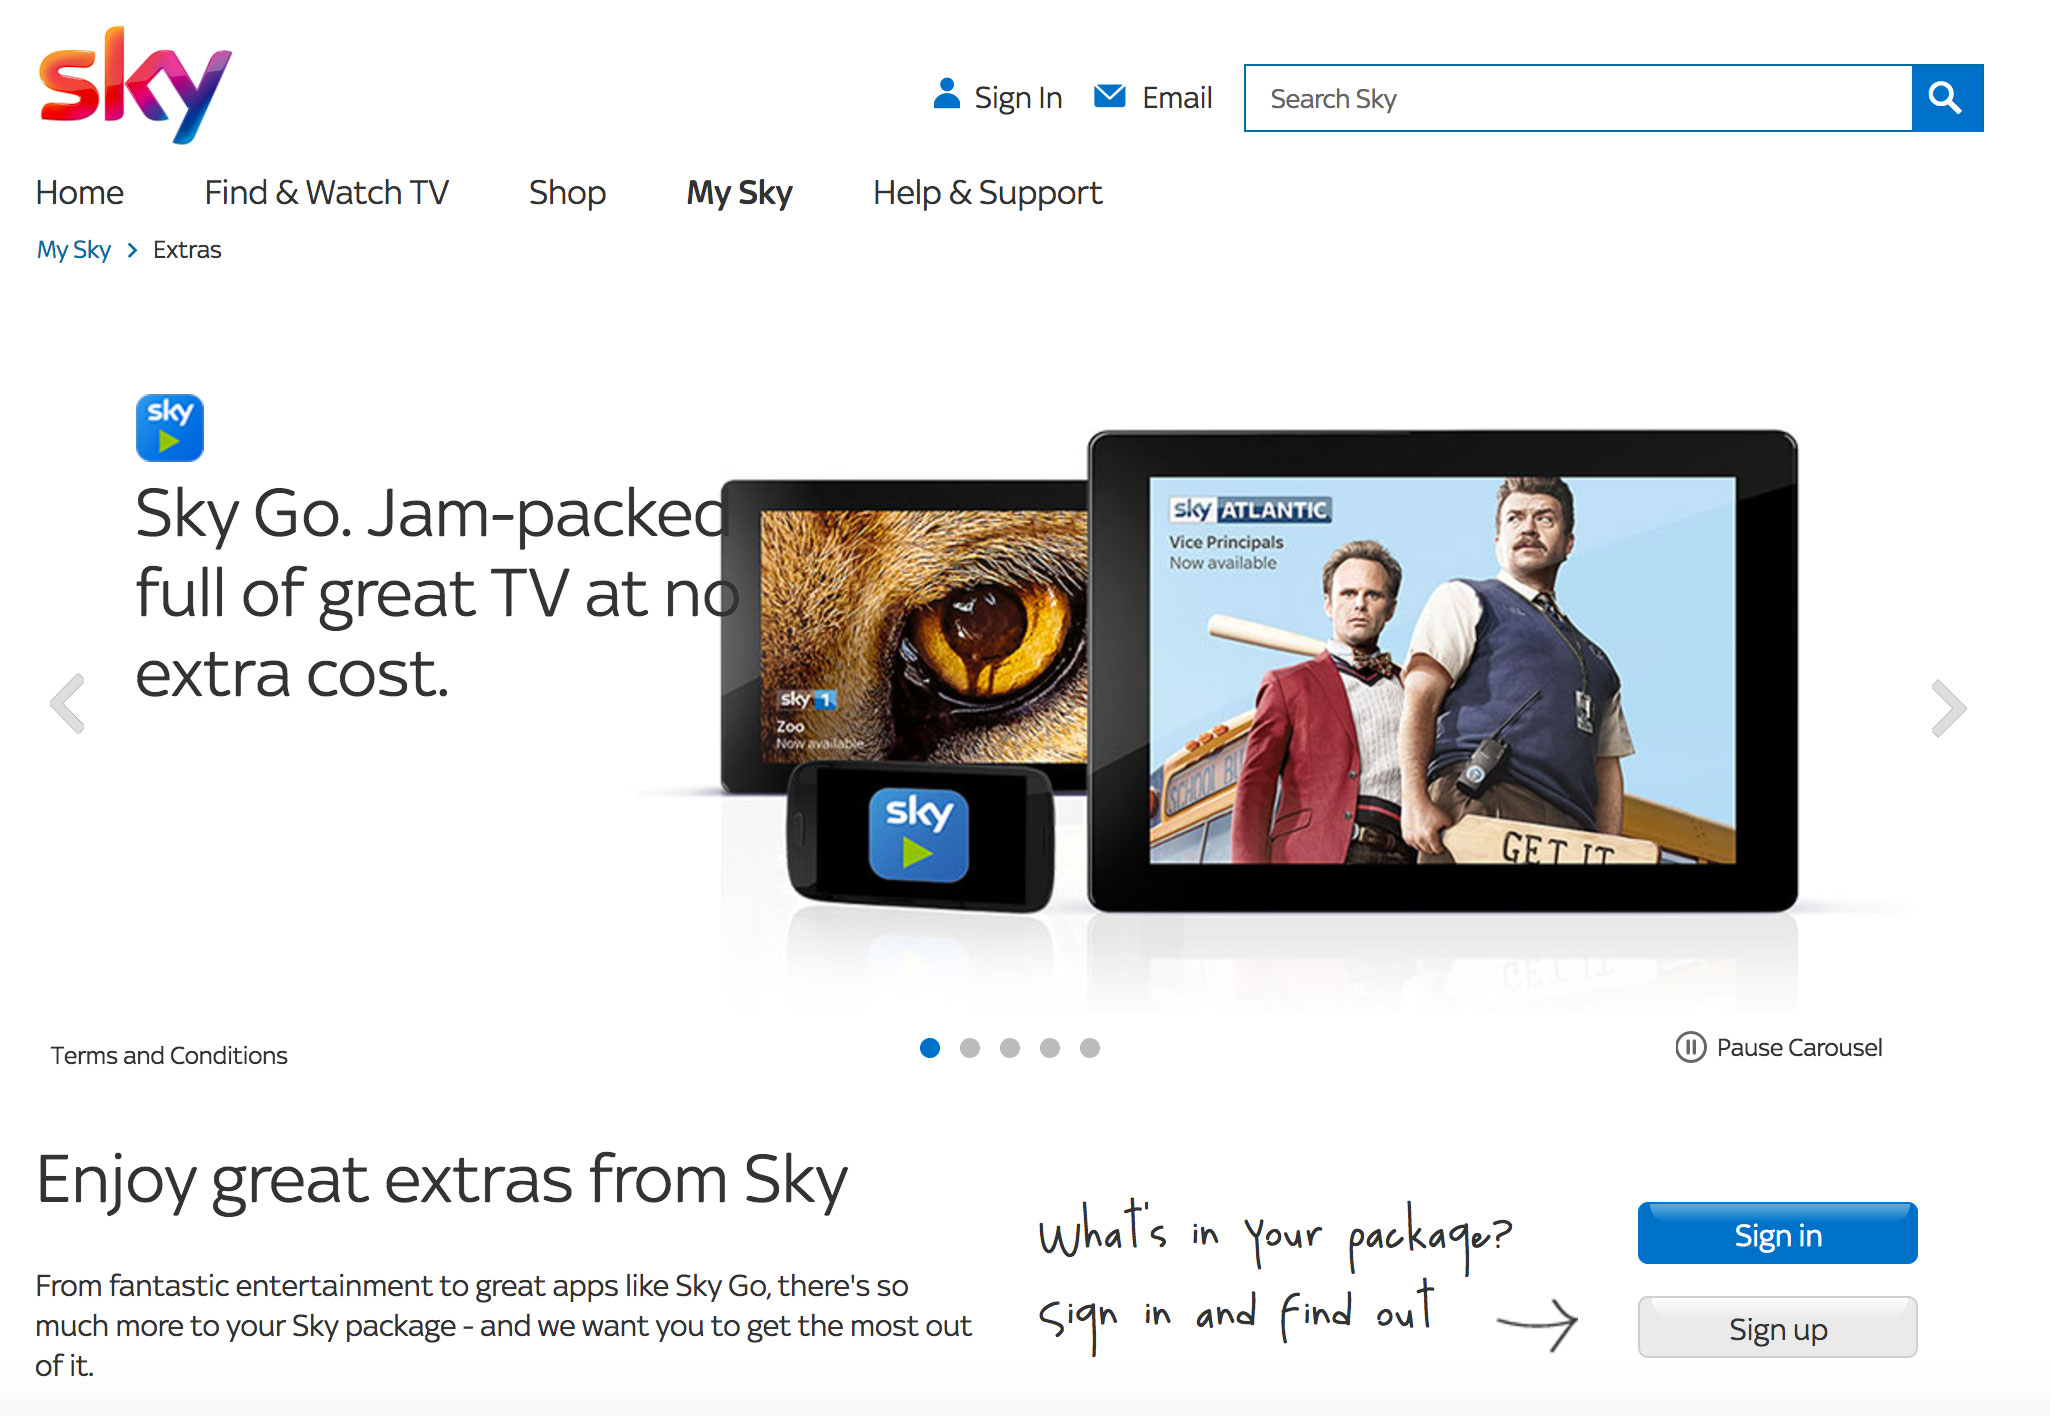 sky
Sign In
Email
Search Sky
Home
Find & Watch TV
Shop
My Sky
Help & Support
My Sky
Extras
sky
Sky Go. Jam-packed
full of great TV at no
extra cost.
sky 1
Zoo
Now available
sky
sky ATLANTIC
Vice Principals
Now available
SCHOOL BU
GET IT
Terms and Conditions
Pause Carousel
Enjoy great extras from Sky
From fantastic entertainment to great apps like Sky Go, there's so
much more to your Sky package - and we want you to get the most out
of it.
What's in your package?
Sign in and find out
Sign in
Sign up